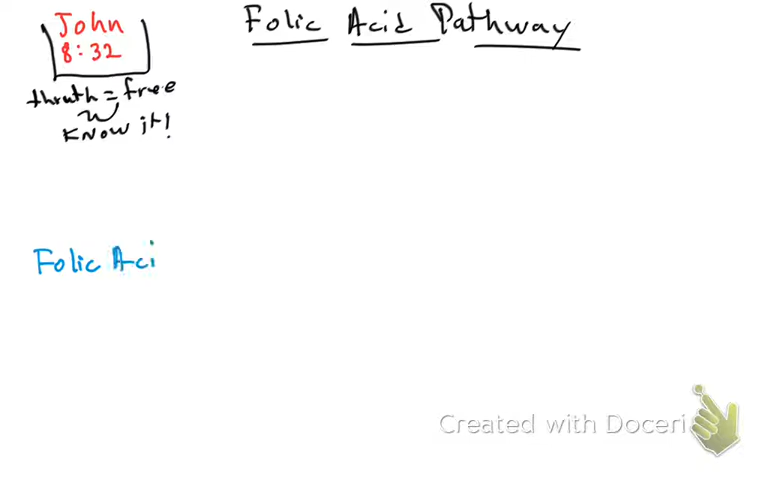 John
8:32
thruth = free
KNOW it!
Folic Acid Pathway
Folic Aci
Created with Doceri